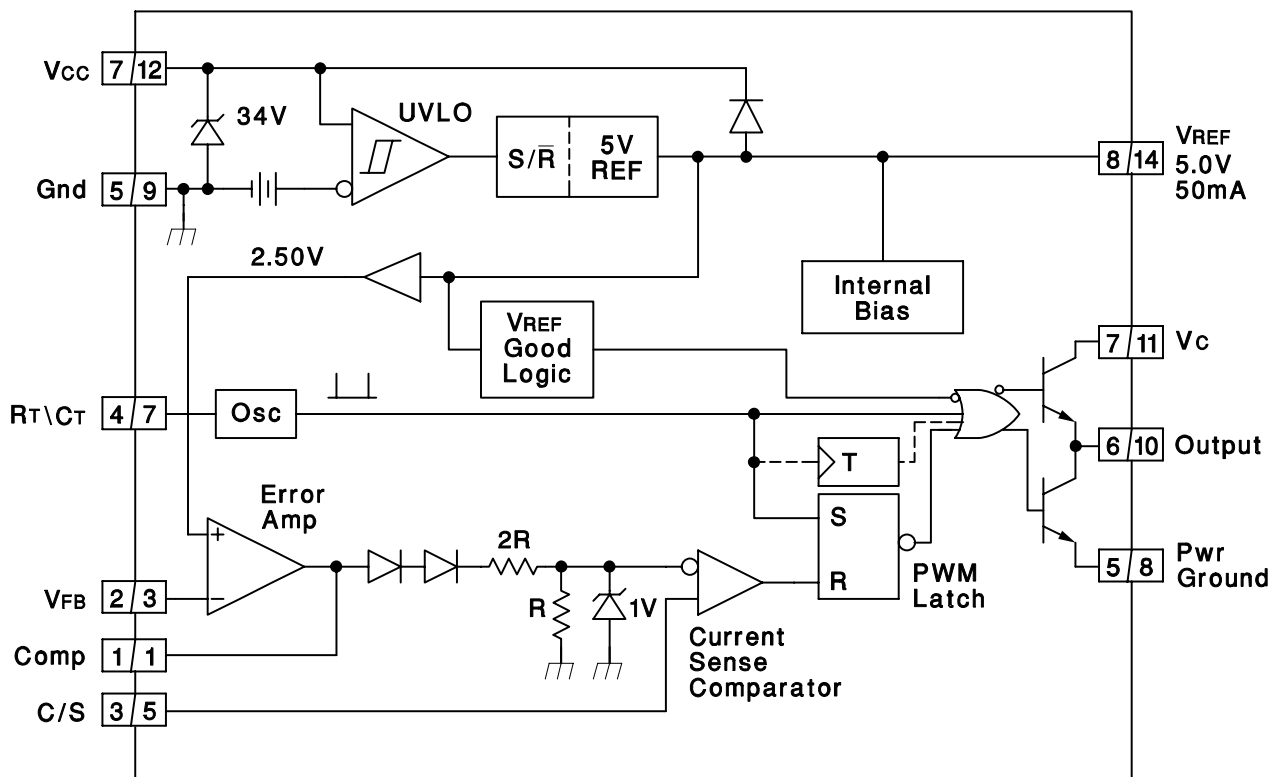 Vcc 7/12
34V
UVLO
S/R̅
5V
REF
8/14
VREF
5.0V
50mA
Gnd 5/9
2.50V
Internal
Bias
VREF
Good
Logic
7/11 Vc
RT\CT 4/7
Osc
T
6/10 Output
Error
Amp
S
+
2R
R
PWM
Latch
5/8
Pwr
Ground
VFB 2/3
−
R
1V
Comp 1/1
Current
Sense
Comparator
C/S 3/5